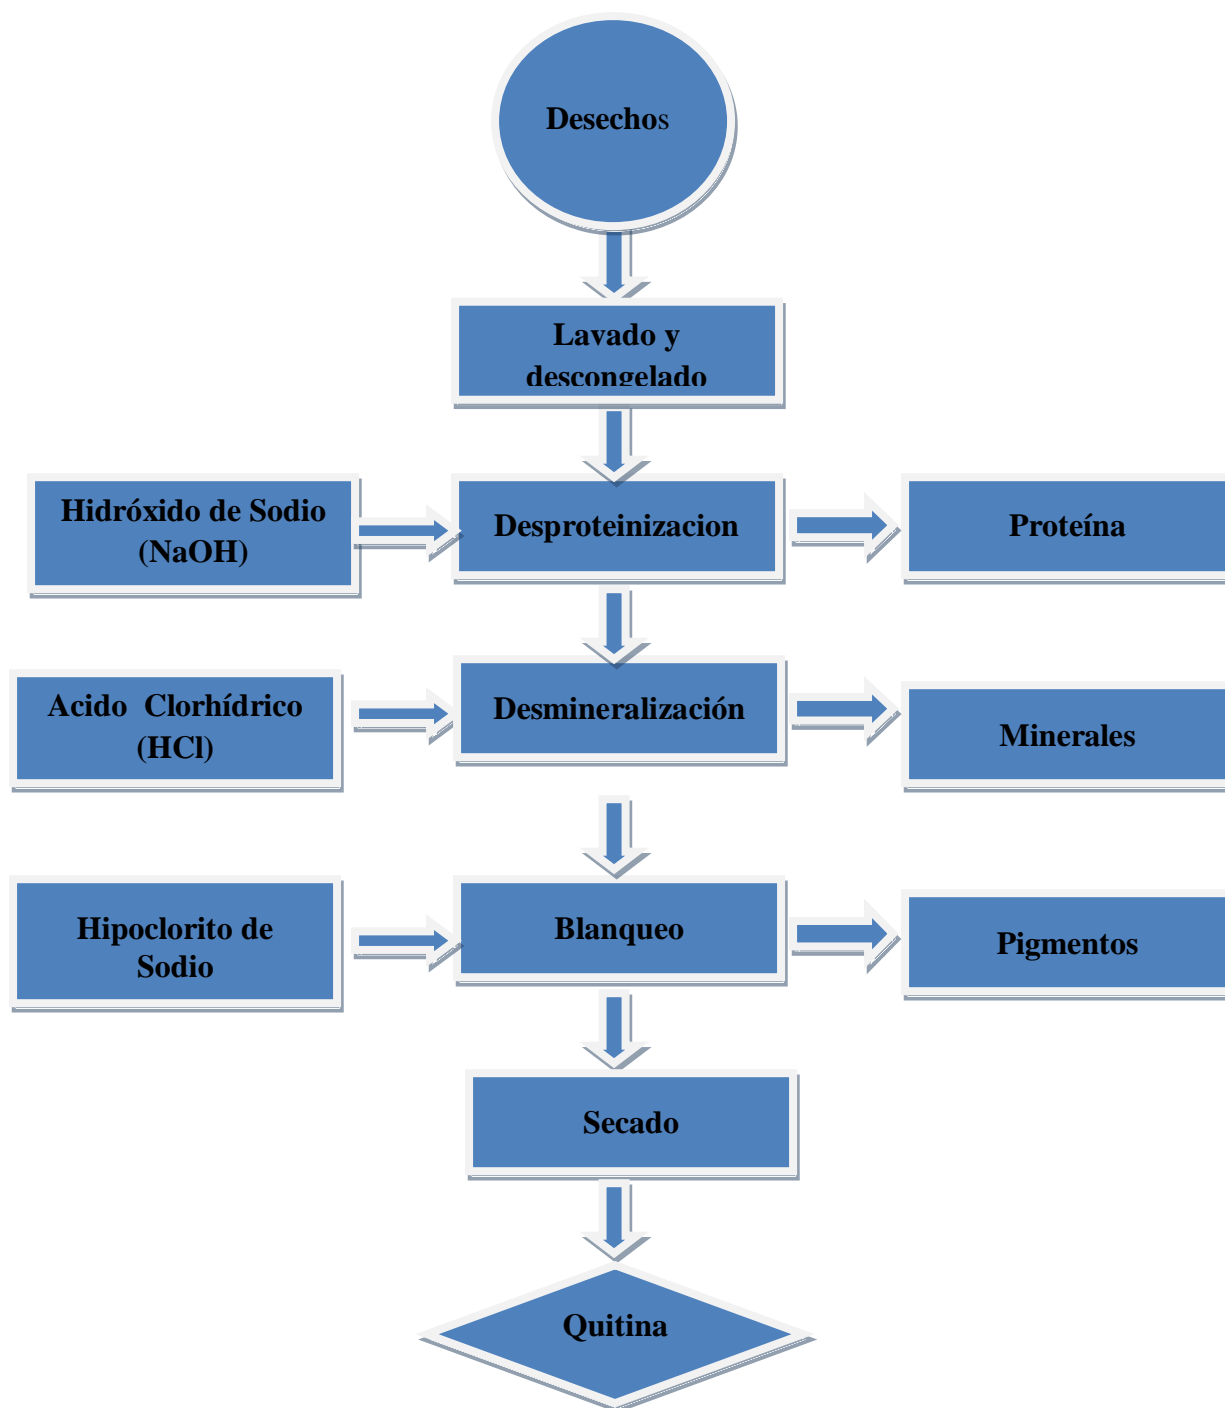 Desechos
Lavado y
descongelado
Hidróxido de Sodio
(NaOH)
Desproteinizacion
Proteína
Acido Clorhídrico
(HCl)
Desmineralización
Minerales
Hipoclorito de
Sodio
Blanqueo
Pigmentos
Secado
Quitina